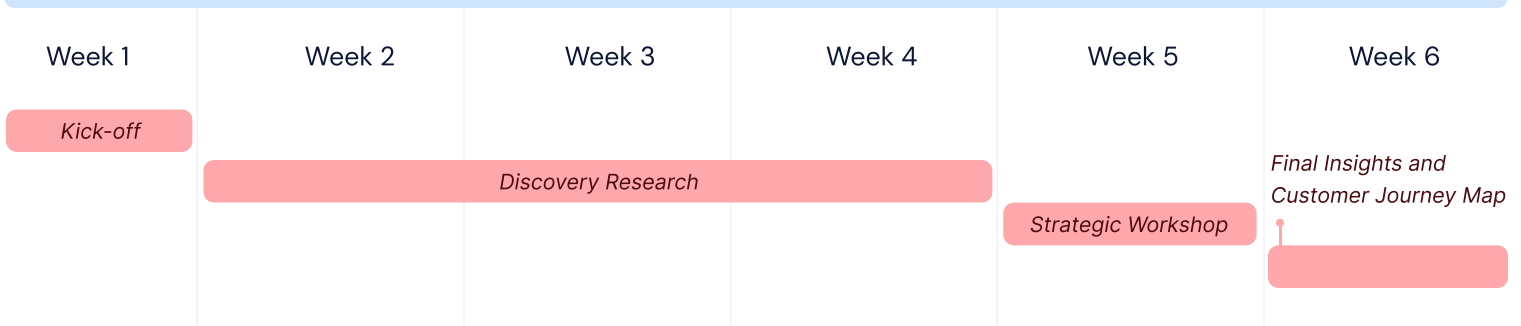 Week 1
Week 2
Week 3
Week 4
Week 5
Week 6
Kick-off
Discovery Research
Strategic Workshop
Final Insights and
Customer Journey Map